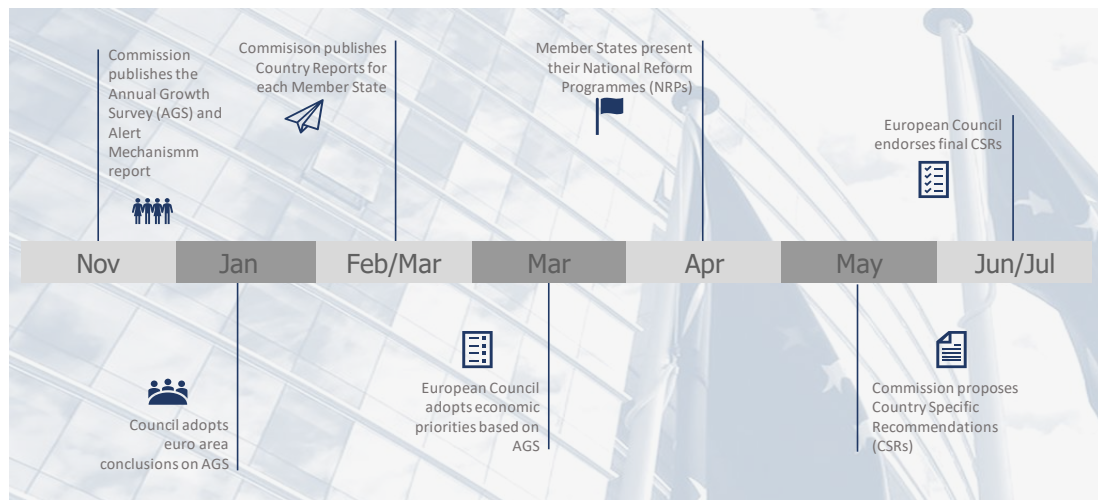 Commission
publishes the
Annual Growth
Survey (AGS) and
Alert
Mechanismm
report
Commisison publishes
Country Reports for
each Member State
Member States present
their National Reform
Programmes (NRPs)
European Council
endorses final CSRs
Nov
Jan
Feb/Mar
Mar
Apr
May
Jun/Jul
Council adopts
euro area
conclusions on AGS
European Council
adopts economic
priorities based on
AGS
Commission proposes
Country Specific
Recommendations
(CSRs)